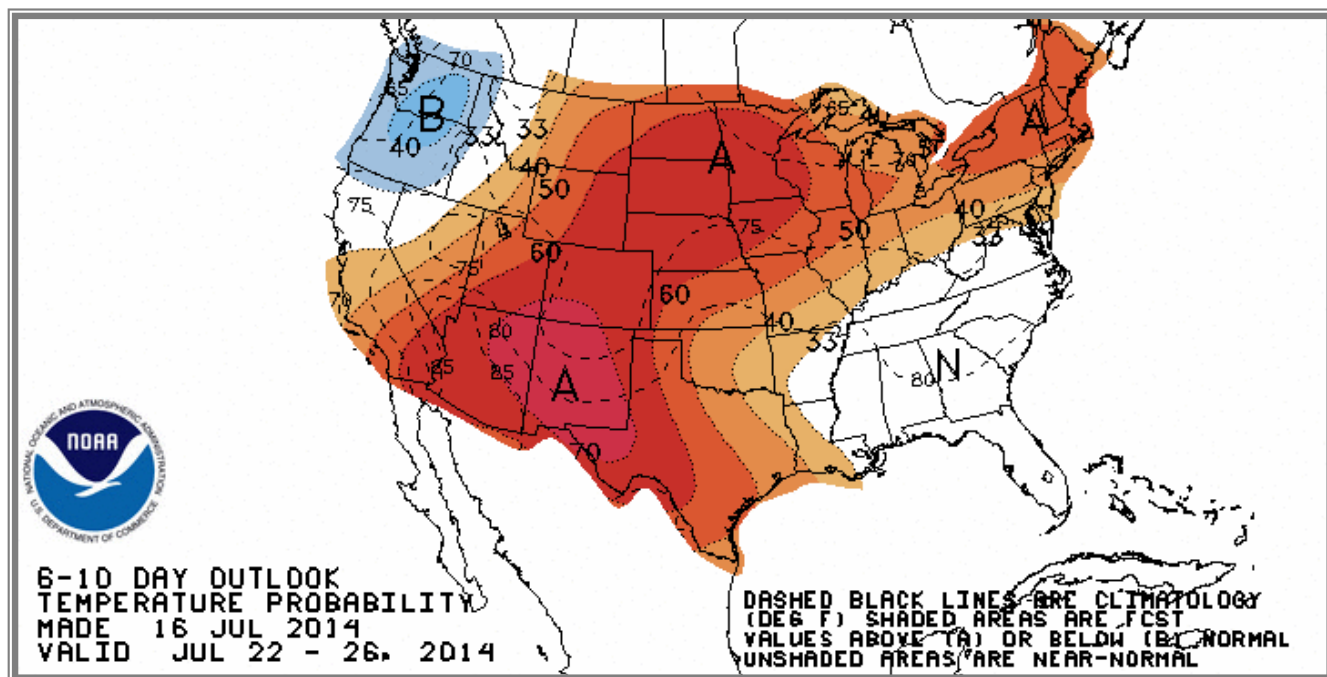 70
65
B
40
33
33
40
50
75
A
65
70
A
75
75
60
60
50
40
33
70
80
85
85
A
70
40
33
80
N
NATIONAL OCEANIC AND ATMOSPHERIC ADMINISTRATION
NOAA
U.S. DEPARTMENT OF COMMERCE
6-10 DAY OUTLOOK
TEMPERATURE PROBABILITY
MADE 16 JUL 2014
VALID JUL 22 - 26, 2014
DASHED BLACK LINES ARE CLIMATOLOGY
(DEG F) SHADED AREAS ARE FCST
VALUES ABOVE (A) OR BELOW (B) NORMAL
UNSHADED AREAS ARE NEAR-NORMAL